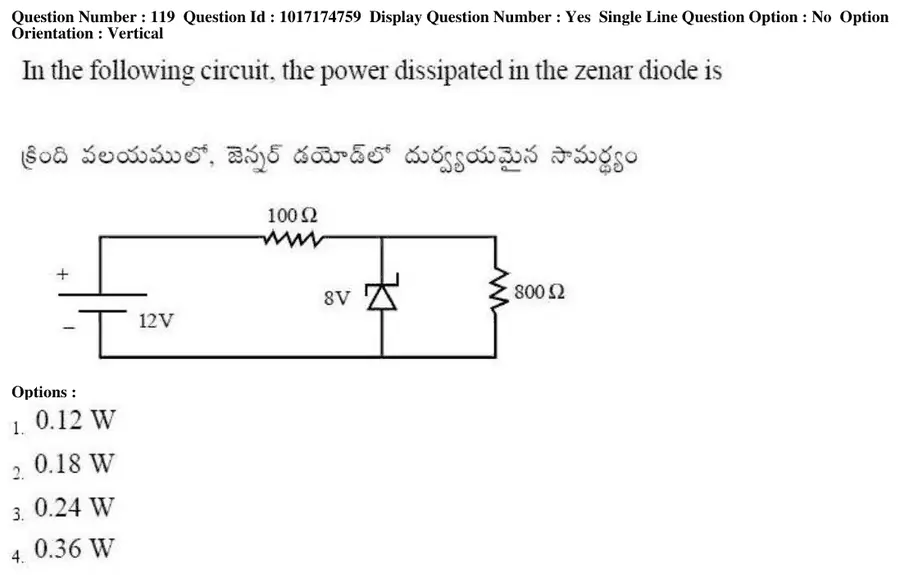 Question Number : 119 Question Id : 1017174759 Display Question Number : Yes Single Line Question Option : No Option
Orientation : Vertical
In the following circuit, the power dissipated in the zenar diode is
క్రింది వలయములో, జెన్నర్ డయోడ్‌లో దుర్వ్యయమైన సామర్థ్యం
100 Ω
+
8V
800 Ω
12V
−
Options :
1. 0.12 W
2. 0.18 W
3. 0.24 W
4. 0.36 W